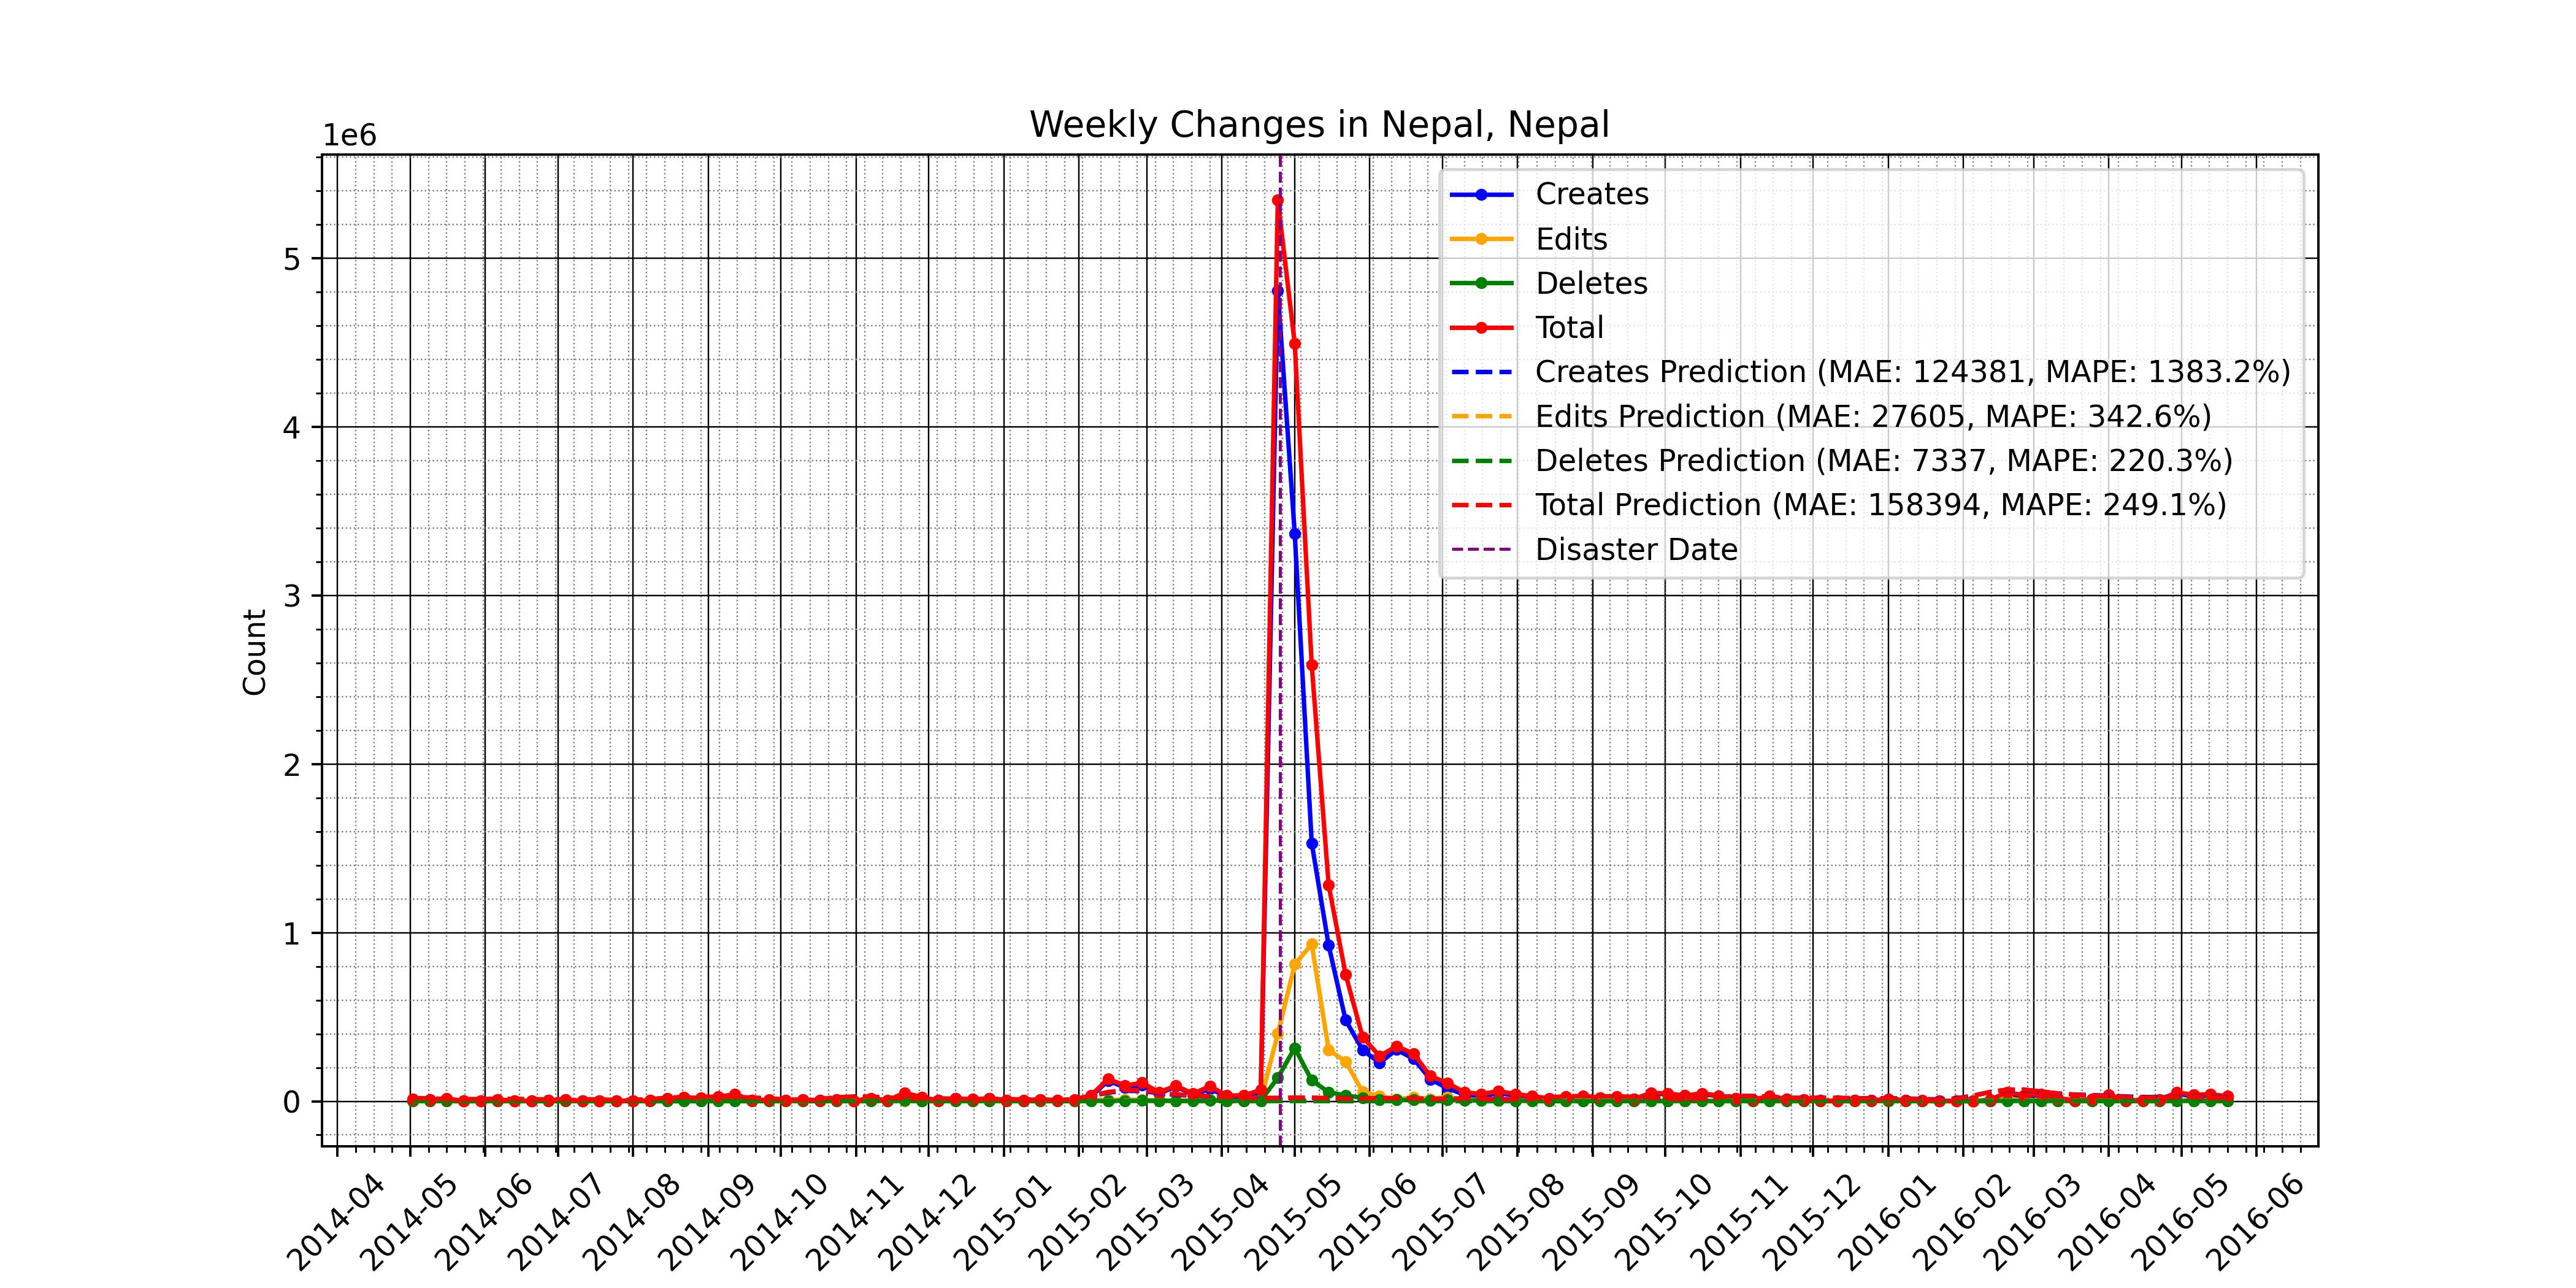 Weekly Changes in Nepal, Nepal
1e6
5
4
3
2
1
0
Count
Creates
Edits
Deletes
Total
Creates Prediction (MAE: 124381, MAPE: 1383.2%)
Edits Prediction (MAE: 27605, MAPE: 342.6%)
Deletes Prediction (MAE: 7337, MAPE: 220.3%)
Total Prediction (MAE: 158394, MAPE: 249.1%)
Disaster Date
2014-04
2014-05
2014-06
2014-07
2014-08
2014-09
2014-10
2014-11
2014-12
2015-01
2015-02
2015-03
2015-04
2015-05
2015-06
2015-07
2015-08
2015-09
2015-10
2015-11
2015-12
2016-01
2016-02
2016-03
2016-04
2016-05
2016-06